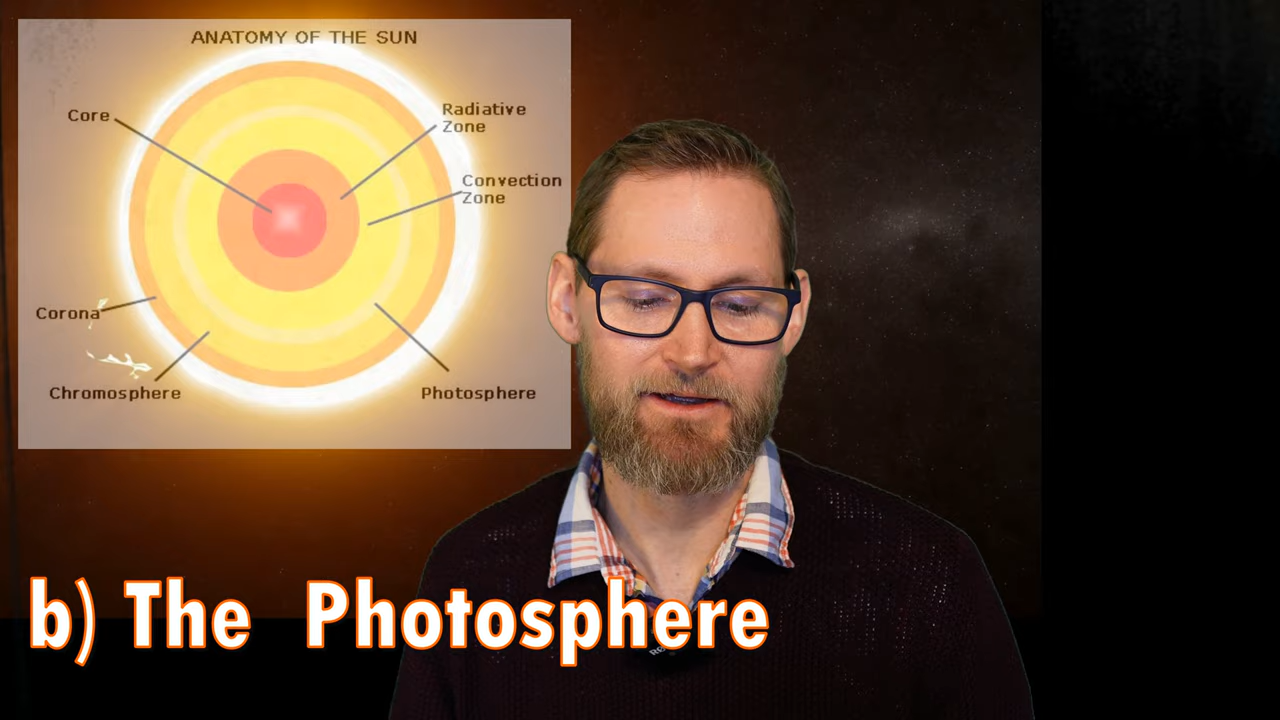 ANATOMY OF THE SUN
Core
Radiative
Zone
Convection
Zone
Corona
Chromosphere
Photosphere
b) The Photosphere